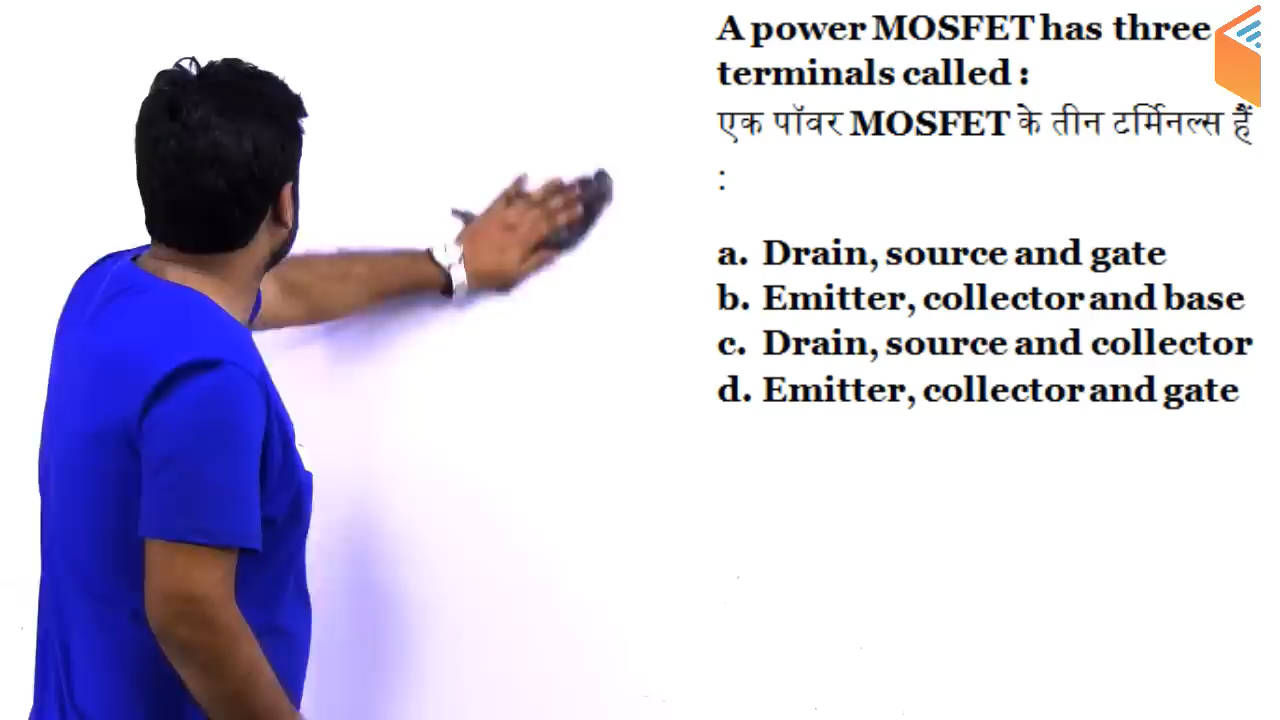 A power MOSFET has three
terminals called :
एक पॉवर MOSFET के तीन टर्मिनल्स हैं
:
a. Drain, source and gate
b. Emitter, collector and base
c. Drain, source and collector
d. Emitter, collector and gate